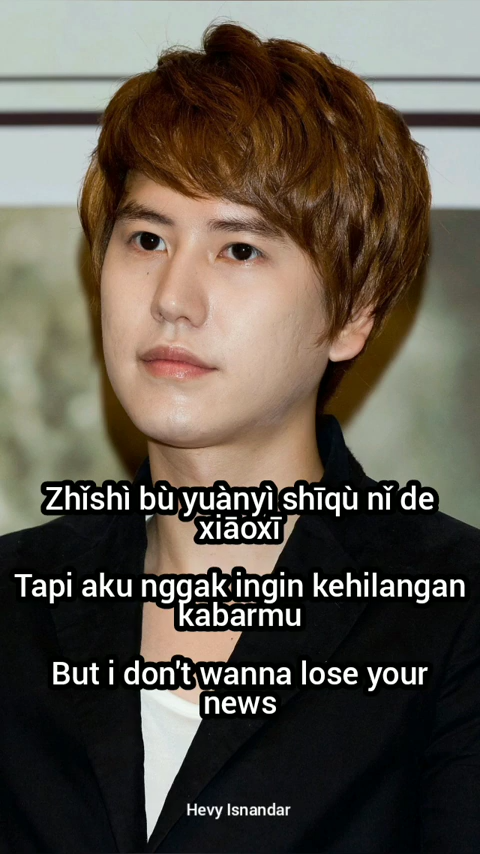 Zhǐshì bù yuànyì shīqù nǐ de
xiāoxī
Tapi aku nggak ingin kehilangan
kabarmu
But i don't wanna lose your
news
Hevy Isnandar